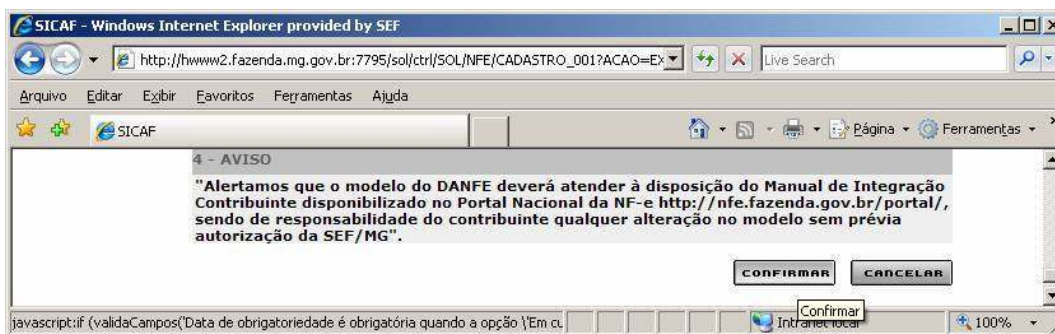 SICAF - Windows Internet Explorer provided by SEF
http://hwww2.fazenda.mg.gov.br:7795/sol/ctrl/SOL/NFE/CADASTRO_001?ACAO=EX
Live Search
Arquivo Editar Exibir Favoritos Ferramentas Ajuda
SICAF
Página Ferramentas
4 - AVISO
"Alertamos que o modelo do DANFE deverá atender à disposição do Manual de Integração
Contribuinte disponibilizado no Portal Nacional da NF-e http://nfe.fazenda.gov.br/portal/,
sendo de responsabilidade do contribuinte qualquer alteração no modelo sem prévia
autorização da SEF/MG".
CONFIRMAR CANCELAR
Confirmar
javascript:if (validaCampos('Data de obrigatoriedade é obrigatória quando a opção \'Em cu
Intranet local
100%